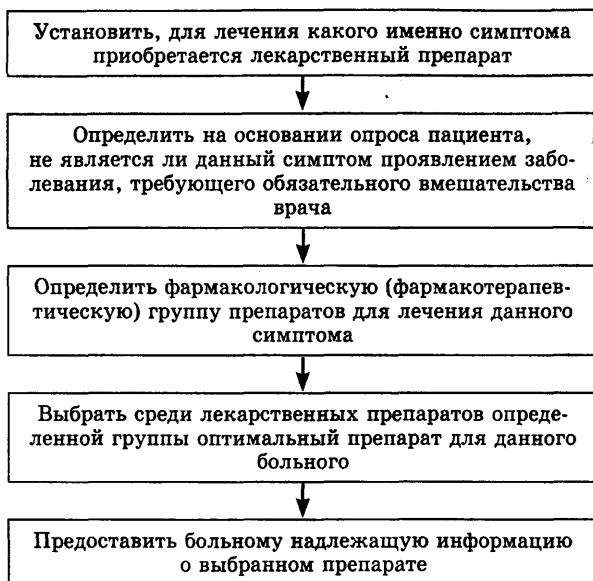 Установить, для лечения какого именно симптома
приобретается лекарственный препарат
Определить на основании опроса пациента,
не является ли данный симптом проявлением забо-
левания, требующего обязательного вмешательства
врача
Определить фармакологическую (фармакотерапев-
тическую) группу препаратов для лечения данного
симптома
Выбрать среди лекарственных препаратов опреде-
ленной группы оптимальный препарат для данного
больного
Предоставить больному надлежащую информацию
о выбранном препарате